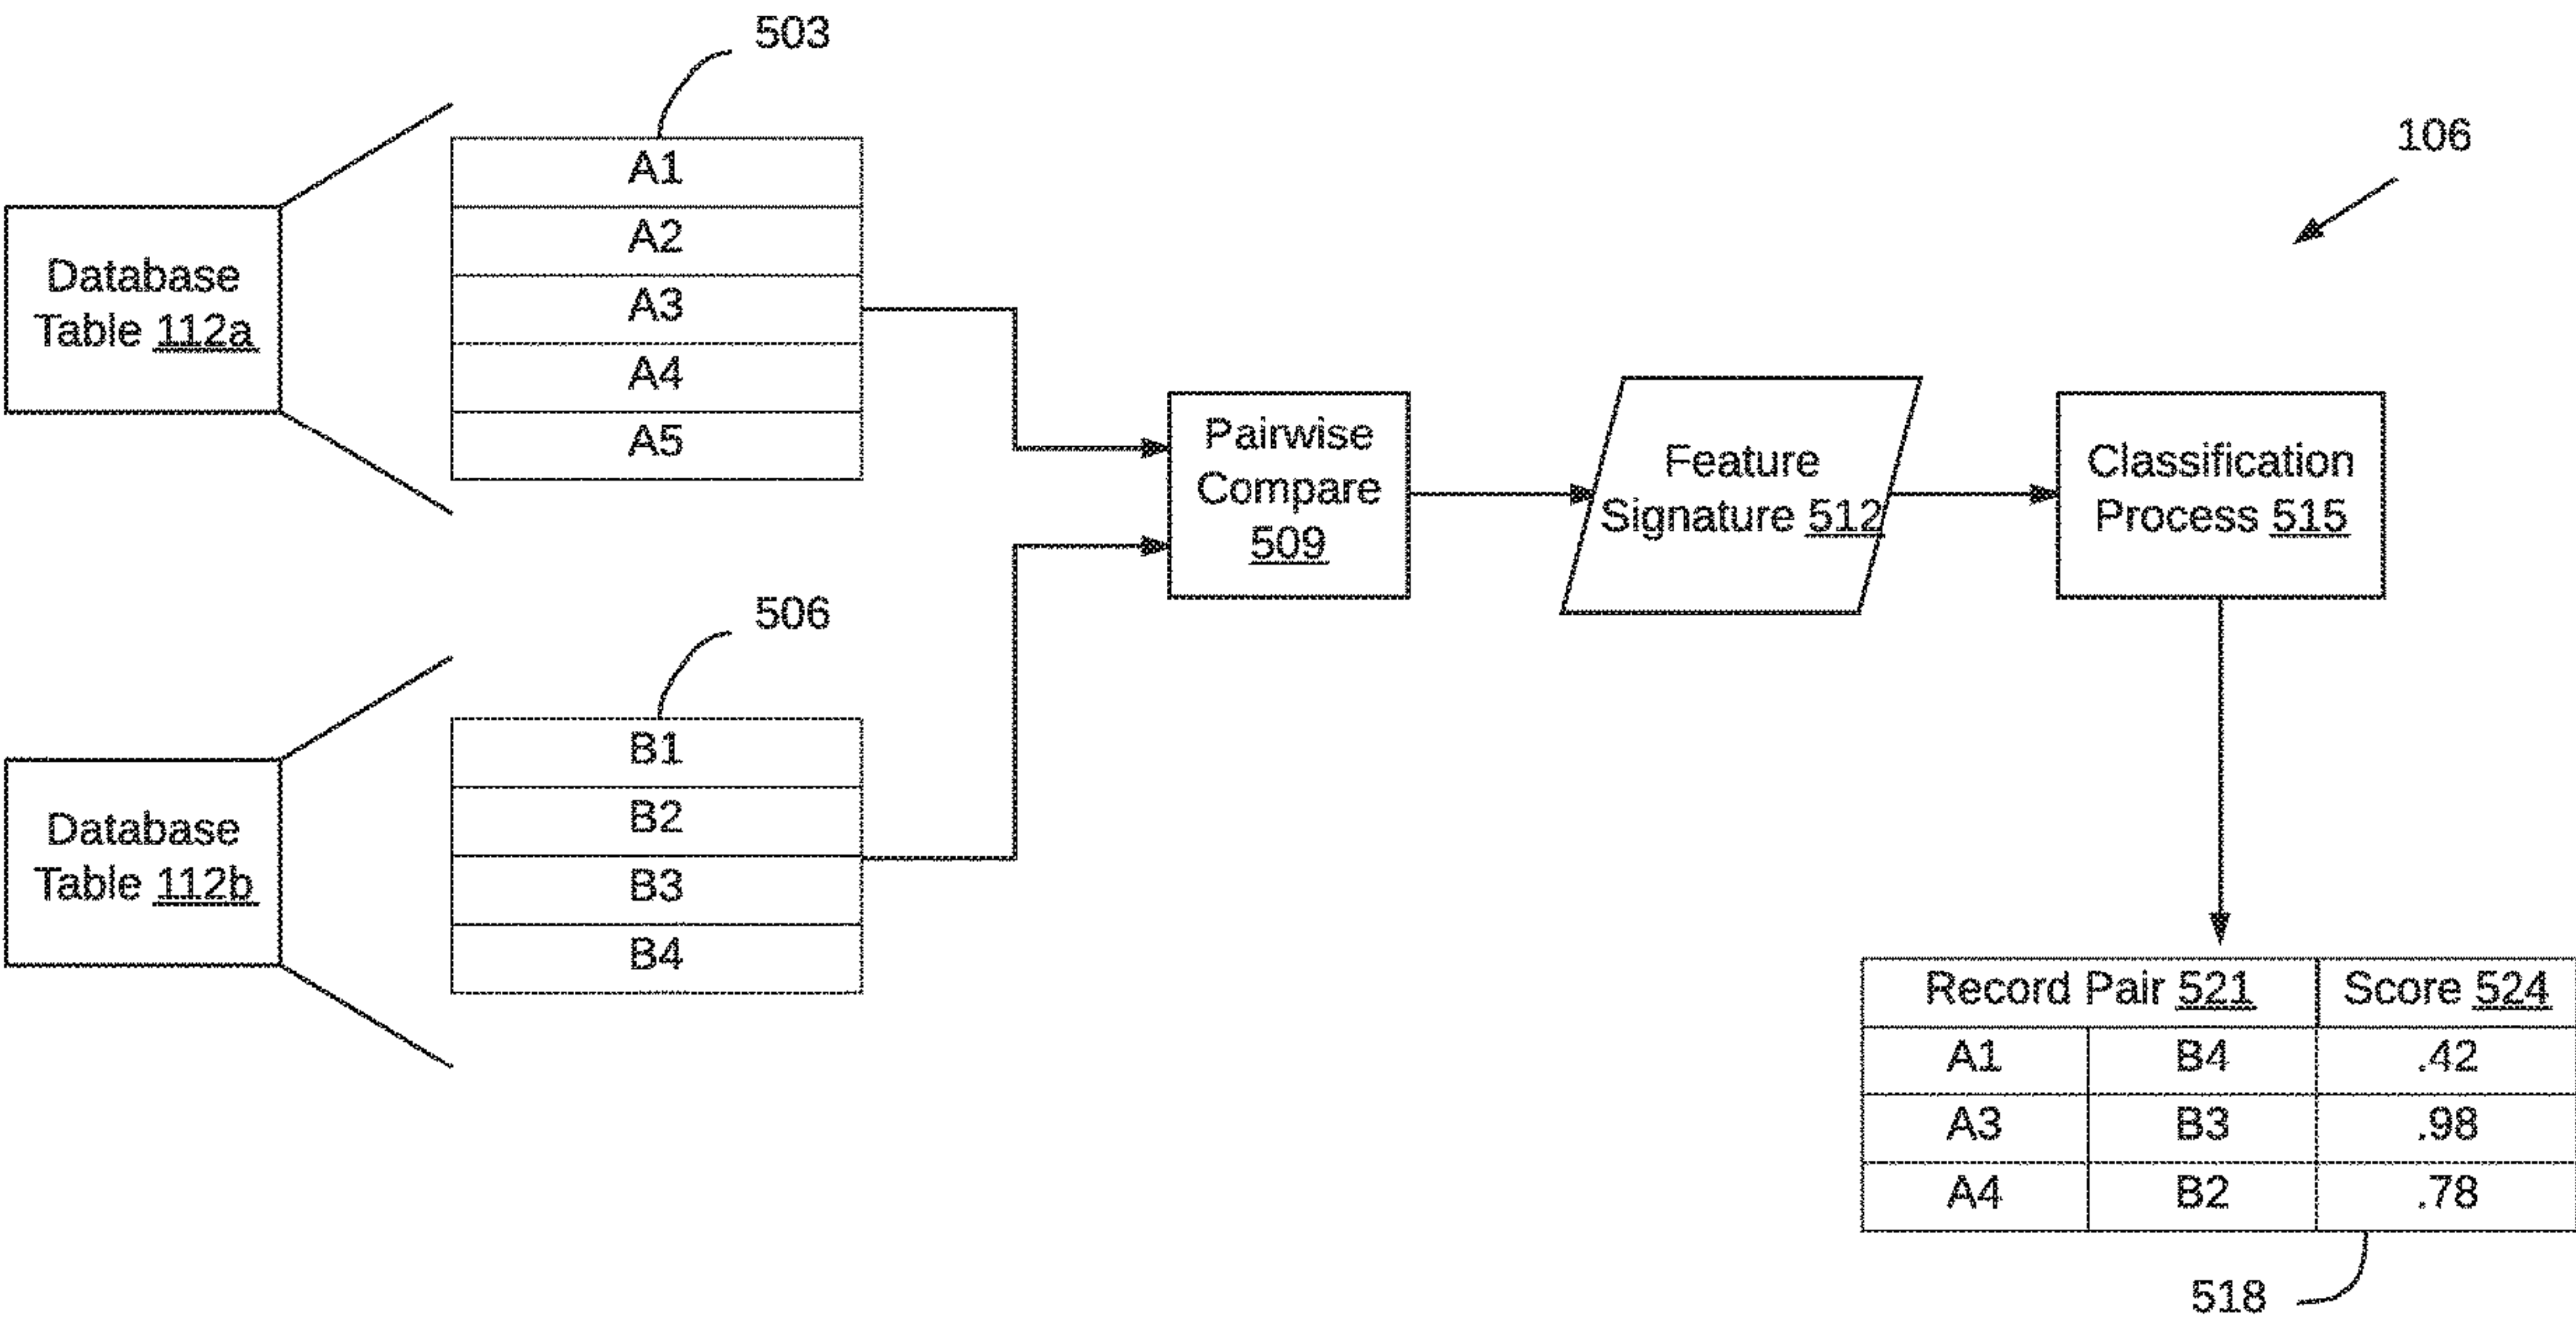 503
106
A1
A2
A3
A4
A5
Database
Table 112a
Pairwise
Compare
509
Feature
Signature 512
Classification
Process 515
506
B1
B2
B3
B4
Database
Table 112b
Record Pair 521 Score 524
A1 B4 .42
A3 B3 .98
A4 B2 .78
518